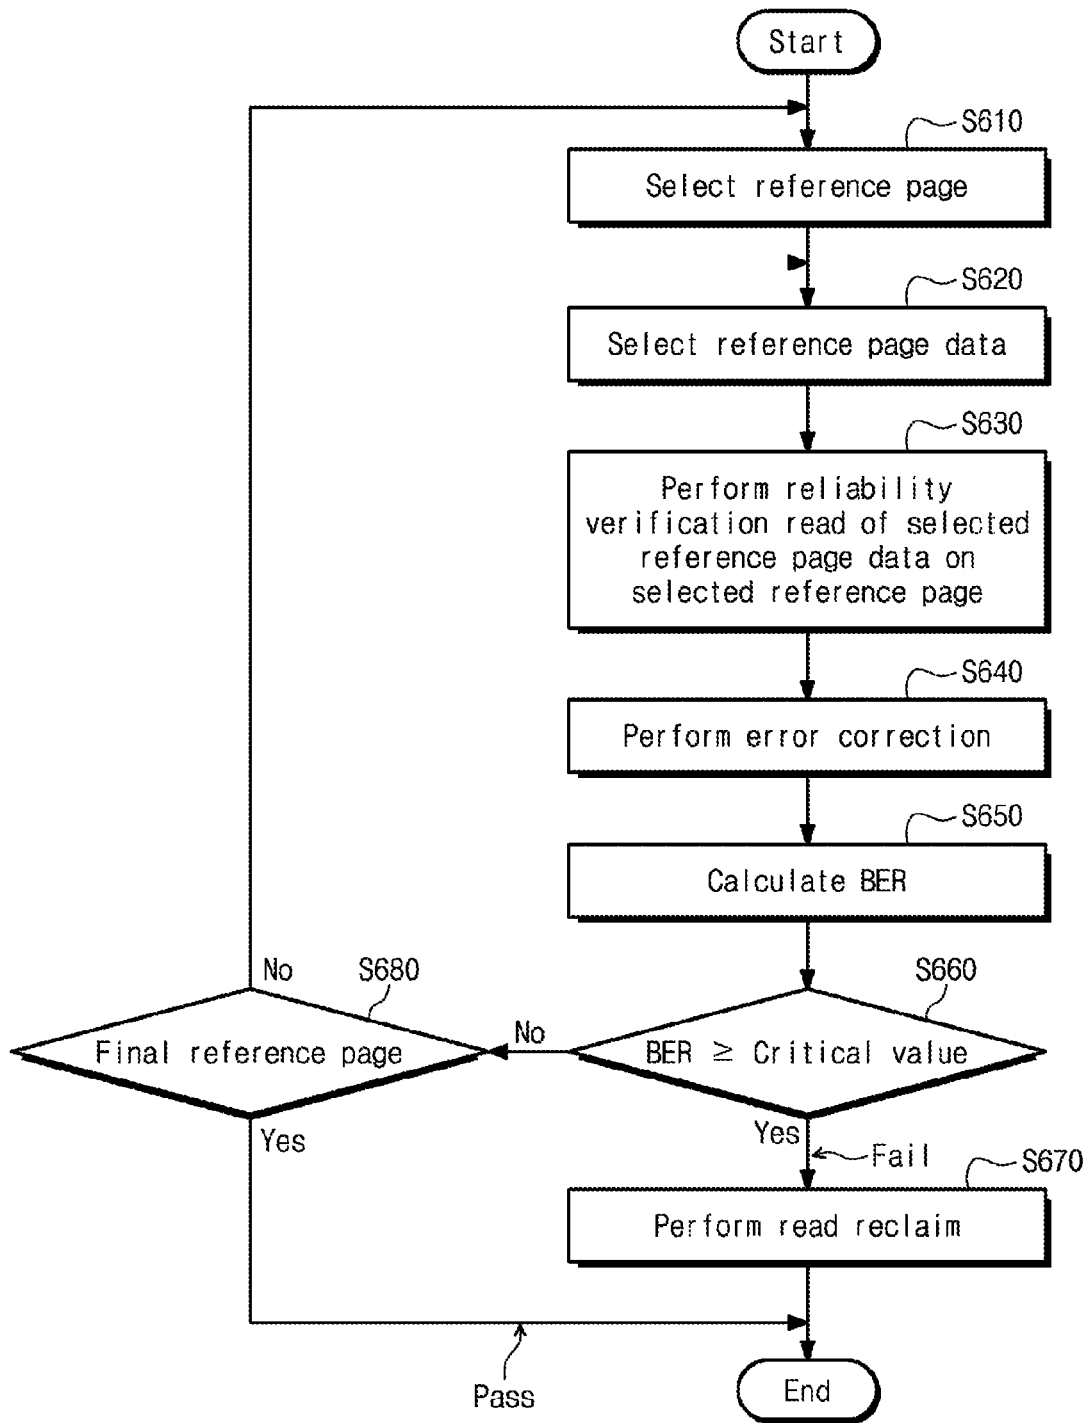 Start
S610
Select reference page
S620
Select reference page data
S630
Perform reliability
verification read of selected
reference page data on
selected reference page
S640
Perform error correction
S650
Calculate BER
No
S680
S660
Final reference page
No
BER ≧ Critical value
Yes
Yes
Fail
S670
Perform read reclaim
Pass
End